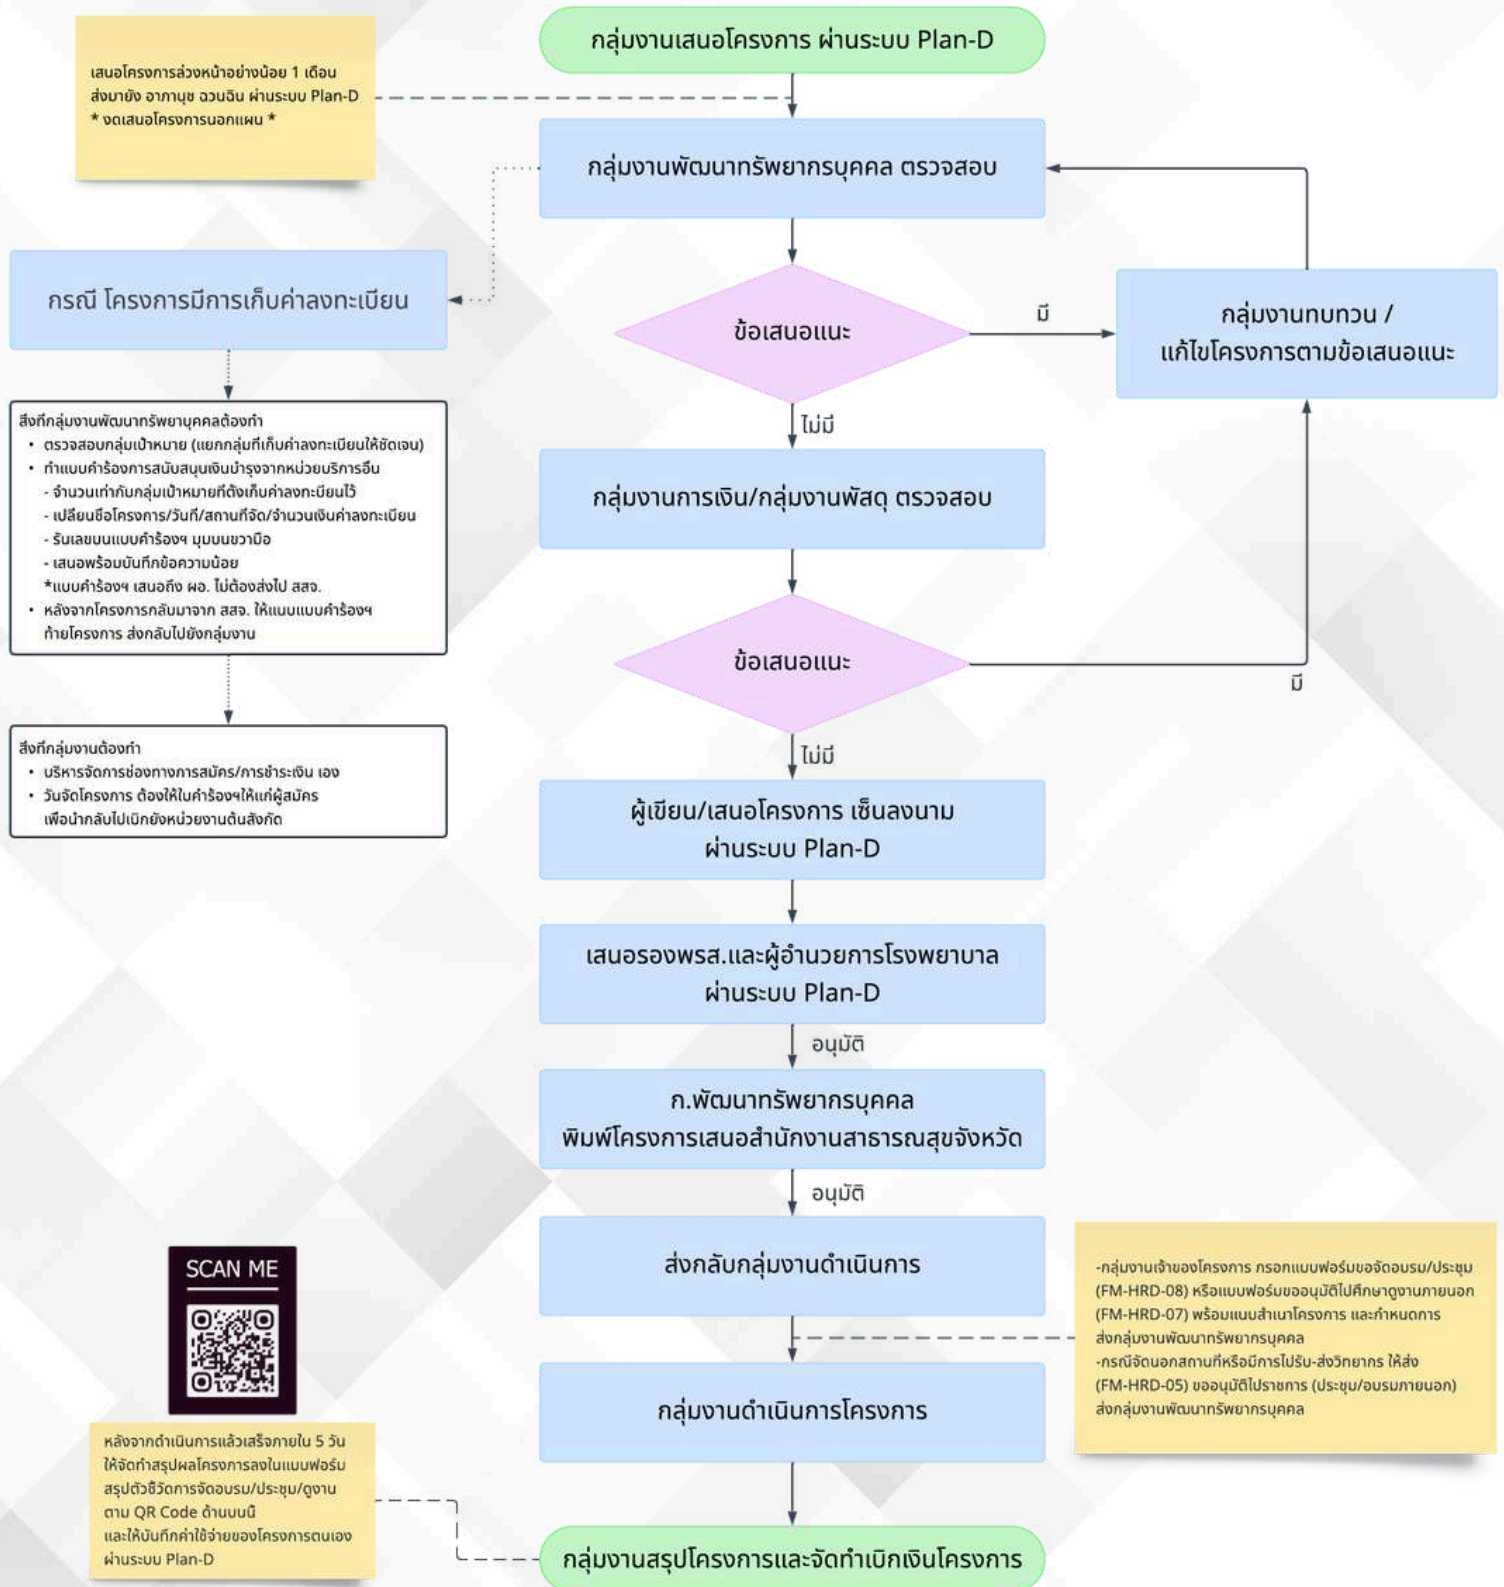 กลุ่มงานเสนอโครงการ ผ่านระบบ Plan-D
เสนอโครงการล่วงหน้าอย่างน้อย 1 เดือน
ส่งมายัง อาภานุช ฉวนฉิน ผ่านระบบ Plan-D
* งดเสนอโครงการนอกแผน *
กลุ่มงานพัฒนาทรัพยากรบุคคล ตรวจสอบ
กรณี โครงการมีการเก็บค่าลงทะเบียน
ข้อเสนอแนะ
มี
กลุ่มงานทบทวน /
แก้ไขโครงการตามข้อเสนอแนะ
ไม่มี
สิ่งที่กลุ่มงานพัฒนาทรัพยาบุคคลต้องทำ
• ตรวจสอบกลุ่มเป้าหมาย (แยกกลุ่มที่เก็บค่าลงทะเบียนให้ชัดเจน)
• ทำแบบคำร้องการสนับสนุนเงินบำรุงจากหน่วยบริการอื่น
- จำนวนเท่ากับกลุ่มเป้าหมายที่ตั้งเก็บค่าลงทะบียนไว้
- เปลี่ยนชื่อโครงการ/วันที่/สถานที่จัด/จำนวนเงินค่าลงทะเบียน
- รันเลขบนแบบคำร้องฯ มุมบนขวามือ
- เสนอพร้อมบันทึกข้อความน้อย
*แบบคำร้องฯ เสนอถึง ผอ. ไม่ต้องส่งไป สสจ.
• หลังจากโครงการกลับมาจาก สสจ. ให้แนบแบบคำร้องฯ
ท้ายโครงการ ส่งกลับไปยังกลุ่มงาน
กลุ่มงานการเงิน/กลุ่มงานพัสดุ ตรวจสอบ
ข้อเสนอแนะ
มี
ไม่มี
สิ่งที่กลุ่มงานต้องทำ
• บริหารจัดการช่องทางการสมัคร/การชำระเงิน เอง
• วันจัดโครงการ ต้องให้ใบคำร้องฯให้แก่ผู้สมัคร
เพื่อนำกลับไปเบิกยังหน่วยงานต้นสังกัด
ผู้เขียน/เสนอโครงการ เซ็นลงนาม
ผ่านระบบ Plan-D
เสนอรองพรส.และผู้อำนวยการโรงพยาบาล
ผ่านระบบ Plan-D
อนุมัติ
ก.พัฒนาทรัพยากรบุคคล
พิมพ์โครงการเสนอสำนักงานสาธารณสุขจังหวัด
อนุมัติ
ส่งกลับกลุ่มงานดำเนินการ
-กลุ่มงานเจ้าของโครงการ กรอกแบบฟอร์มขอจัดอบรม/ประชุม
(FM-HRD-08) หรือแบบฟอร์มขออนุมัติไปศึกษาดูงานภายนอก
(FM-HRD-07) พร้อมแนบสำเนาโครงการ และกำหนดการ
ส่งกลุ่มงานพัฒนาทรัพยากรบุคคล
-กรณีจัดนอกสถานที่หรือมีการไปรับ-ส่งวิทยากร ให้ส่ง
(FM-HRD-05) ขออนุมัติไปราชการ (ประชุม/อบรมภายนอก)
ส่งกลุ่มงานพัฒนาทรัพยากรบุคคล
กลุ่มงานดำเนินการโครงการ
SCAN ME
หลังจากดำเนินการแล้วเสร็จภายใน 5 วัน
ให้จัดทำสรุปผลโครงการลงในแบบฟอร์ม
สรุปตัวชี้วัดการจัดอบรม/ประชุม/ดูงาน
ตาม QR Code ด้านบนนี้
และให้บันทึกค่าใช้จ่ายของโครงการตนเอง
ผ่านระบบ Plan-D
กลุ่มงานสรุปโครงการและจัดทำเบิกเงินโครงการ